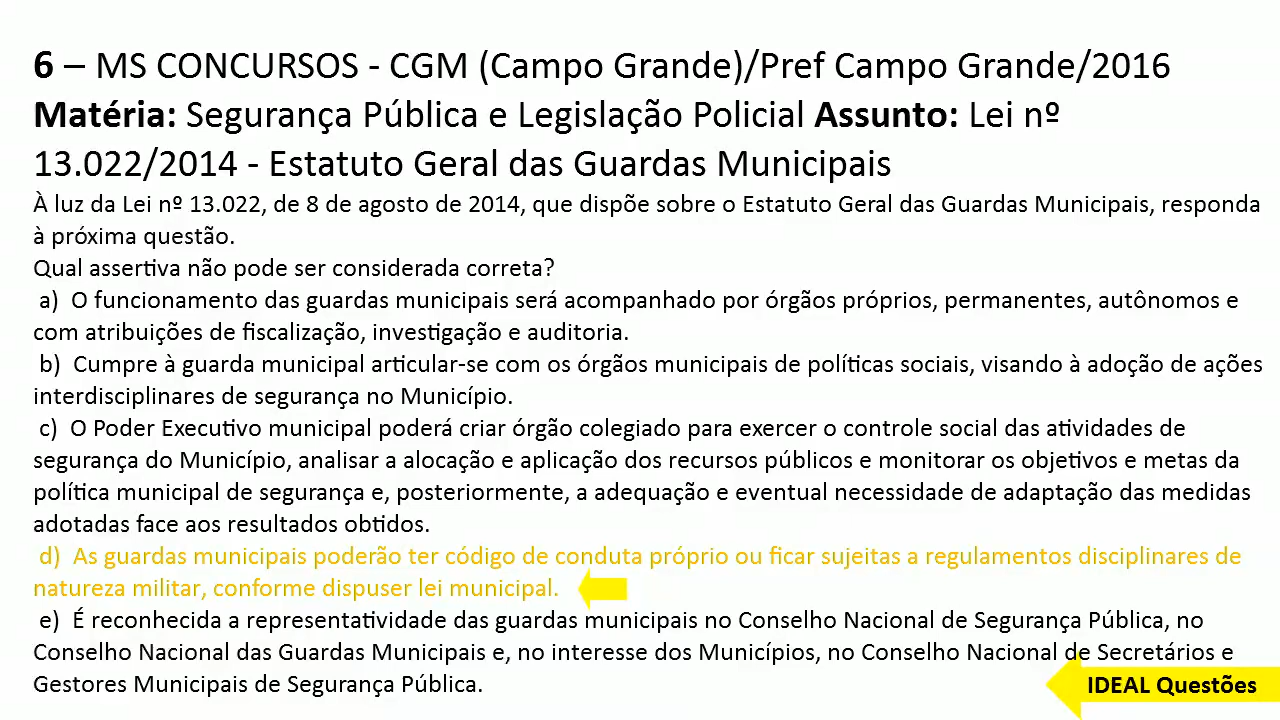 6 – MS CONCURSOS - CGM (Campo Grande)/Pref Campo Grande/2016
Matéria: Segurança Pública e Legislação Policial Assunto: Lei nº
13.022/2014 - Estatuto Geral das Guardas Municipais
À luz da Lei nº 13.022, de 8 de agosto de 2014, que dispõe sobre o Estatuto Geral das Guardas Municipais, responda
à próxima questão.
Qual assertiva não pode ser considerada correta?
a) O funcionamento das guardas municipais será acompanhado por órgãos próprios, permanentes, autônomos e
com atribuições de fiscalização, investigação e auditoria.
b) Cumpre à guarda municipal articular-se com os órgãos municipais de políticas sociais, visando à adoção de ações
interdisciplinares de segurança no Município.
c) O Poder Executivo municipal poderá criar órgão colegiado para exercer o controle social das atividades de
segurança do Município, analisar a alocação e aplicação dos recursos públicos e monitorar os objetivos e metas da
política municipal de segurança e, posteriormente, a adequação e eventual necessidade de adaptação das medidas
adotadas face aos resultados obtidos.
d) As guardas municipais poderão ter código de conduta próprio ou ficar sujeitas a regulamentos disciplinares de
natureza militar, conforme dispuser lei municipal.
e) É reconhecida a representatividade das guardas municipais no Conselho Nacional de Segurança Pública, no
Conselho Nacional das Guardas Municipais e, no interesse dos Municípios, no Conselho Nacional de Secretários e
Gestores Municipais de Segurança Pública.
IDEAL Questões